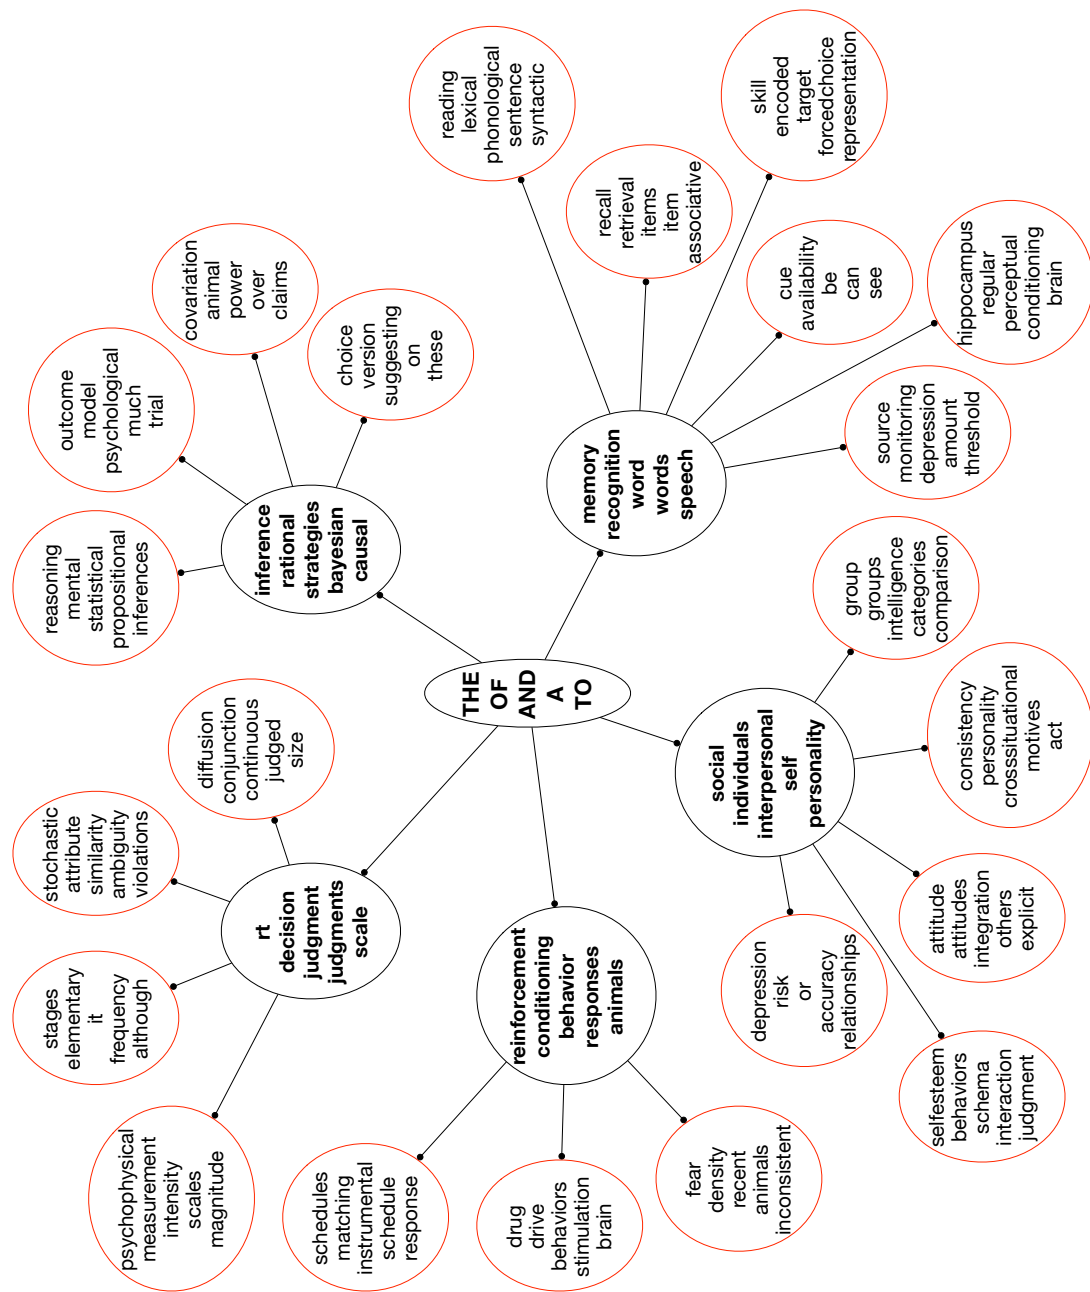 THE
OF
AND
A
TO
inference
rational
strategies
bayesian
causal
reasoning
mental
statistical
propositional
inferences
outcome
model
psychological
much
trial
covariation
animal
power
over
claims
choice
version
suggesting
on
these
memory
recognition
word
words
speech
reading
lexical
phonological
sentence
syntactic
recall
retrieval
items
item
associative
skill
encoded
target
forcedchoice
representation
cue
availability
be
can
see
hippocampus
regular
perceptual
conditioning
brain
source
monitoring
depression
amount
threshold
social
individuals
interpersonal
self
personality
group
groups
intelligence
categories
comparison
consistency
personality
crosssituational
motives
act
attitude
attitudes
integration
others
explicit
selfesteem
behaviors
schema
interaction
judgment
depression
risk
or
accuracy
relationships
reinforcement
conditioning
behavior
responses
animals
fear
density
recent
animals
inconsistent
drug
drive
behaviors
stimulation
brain
schedules
matching
instrumental
schedule
response
rt
decision
judgment
judgments
scale
psychophysical
measurement
intensity
scales
magnitude
stages
elementary
it
frequency
although
stochastic
attribute
similarity
ambiguity
violations
diffusion
conjunction
continuous
judged
size